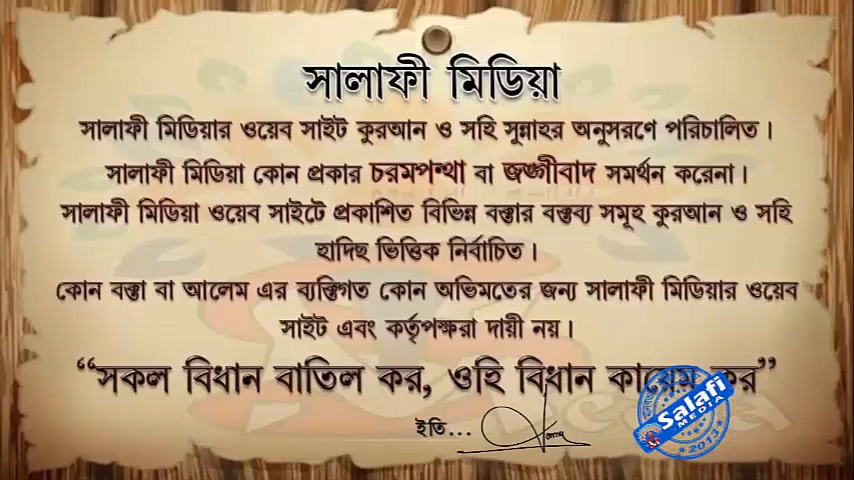 সালাফী মিডিয়া
সালাফী মিডিয়ার ওয়েব সাইট কুরআন ও সহি সুন্নাহর অনুসরণে পরিচালিত।
সালাফী মিডিয়া কোন প্রকার চরমপন্থা বা জঙ্গীবাদ সমর্থন করেনা।
সালাফী মিডিয়া ওয়েব সাইটে প্রকাশিত বিভিন্ন বক্তার বক্তব্য সমূহ কুরআন ও সহি
হাদিছ ভিত্তিক নির্বাচিত।
কোন বক্তা বা আলেম এর ব্যক্তিগত কোন অভিমতের জন্য সালাফী মিডিয়ার ওয়েব
সাইট এবং কর্তৃপক্ষরা দায়ী নয়।
“সকল বিধান বাতিল কর, ওহি বিধান কায়েম কর”
ইতি...
Salafi
MEDIA
2013